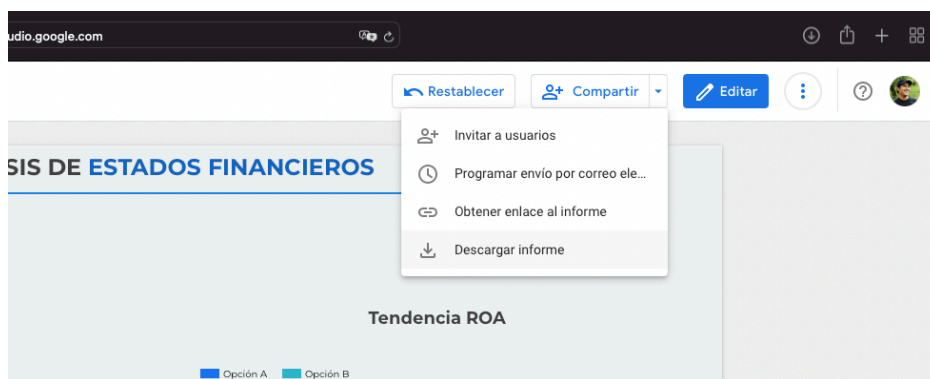 udio.google.com
Restablecer
Compartir
Editar
Invitar a usuarios
Programar envío por correo ele...
Obtener enlace al informe
Descargar informe
SIS DE ESTADOS FINANCIEROS
Tendencia ROA
Opción A
Opción B